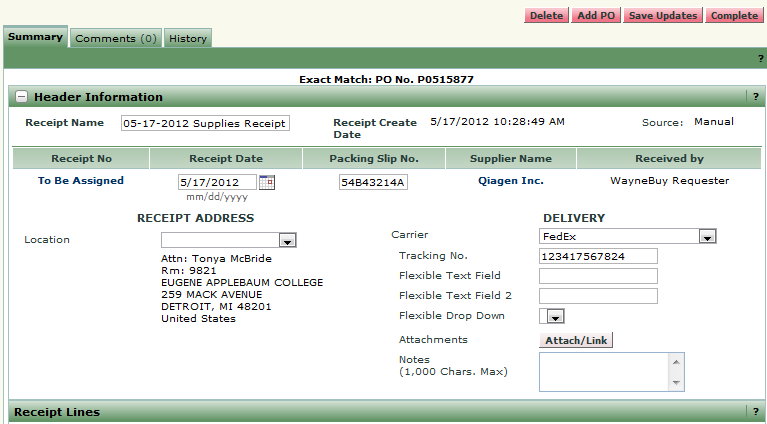 Delete Add PO Save Updates Complete
Summary Comments (0) History
?
Exact Match: PO No. P0515877
Header Information ?
Receipt Name 05-17-2012 Supplies Receipt Receipt Create Date 5/17/2012 10:28:49 AM Source: Manual
Receipt No Receipt Date Packing Slip No. Supplier Name Received by
To Be Assigned 5/17/2012 54B43214A Qiagen Inc. WayneBuy Requester
mm/dd/yyyy
RECEIPT ADDRESS
Location
Attn: Tonya McBride
Rm: 9821
EUGENE APPLEBAUM COLLEGE
259 MACK AVENUE
DETROIT, MI 48201
United States
DELIVERY
Carrier FedEx
Tracking No. 123417567824
Flexible Text Field
Flexible Text Field 2
Flexible Drop Down
Attachments Attach/Link
Notes
(1,000 Chars. Max)
Receipt Lines ?